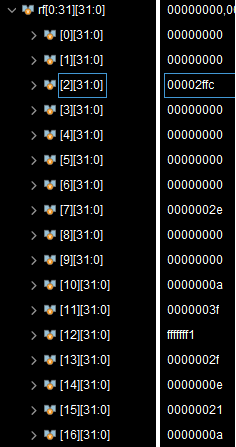 rf[0:31][31:0] 00000000,00
[0][31:0] 00000000
[1][31:0] 00000000
[2][31:0] 00002ffc
[3][31:0] 00000000
[4][31:0] 00000000
[5][31:0] 00000000
[6][31:0] 00000000
[7][31:0] 0000002e
[8][31:0] 00000000
[9][31:0] 00000000
[10][31:0] 0000000a
[11][31:0] 0000003f
[12][31:0] fffffff1
[13][31:0] 0000002f
[14][31:0] 0000000e
[15][31:0] 00000021
[16][31:0] 0000000a